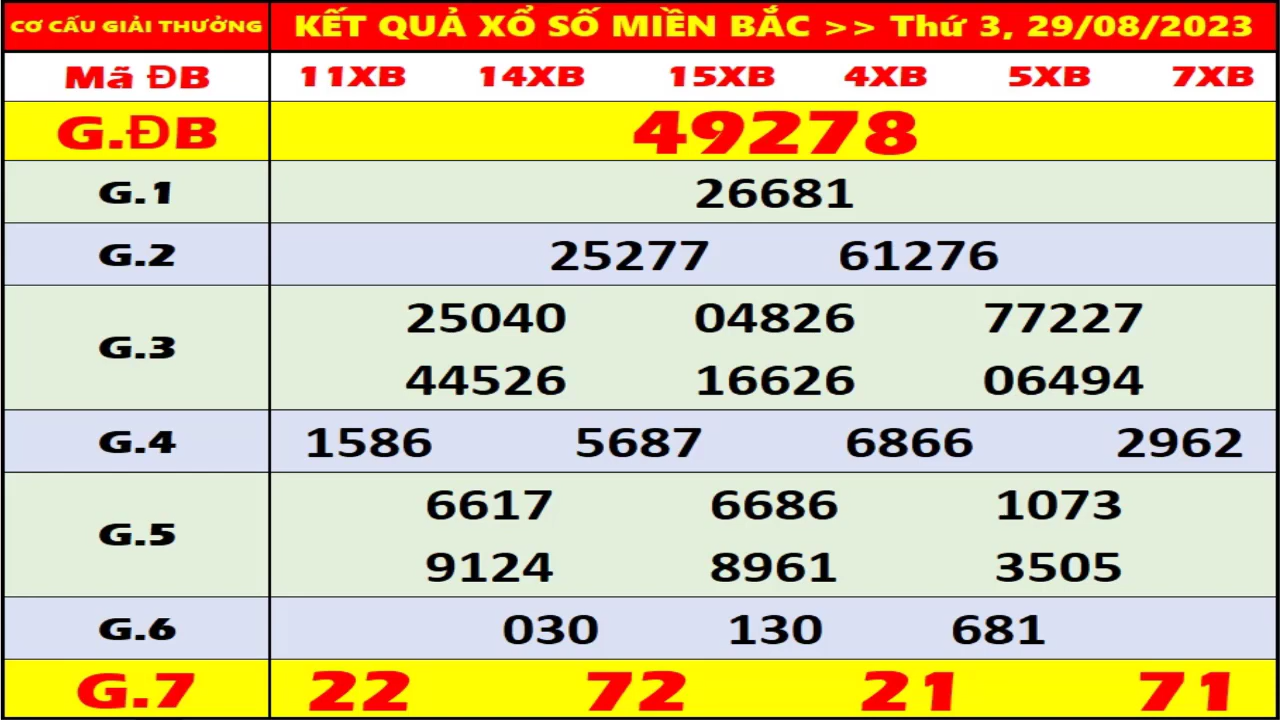 CƠ CẤU GIẢI THƯỞNG KẾT QUẢ XỔ SỐ MIỀN BẮC >> Thứ 3, 29/08/2023
Mã ĐB 11XB 14XB 15XB 4XB 5XB 7XB
G.ĐB 49278
G.1 26681
G.2 25277 61276
G.3 25040 04826 77227
44526 16626 06494
G.4 1586 5687 6866 2962
G.5 6617 6686 1073
9124 8961 3505
G.6 030 130 681
G.7 22 72 21 71